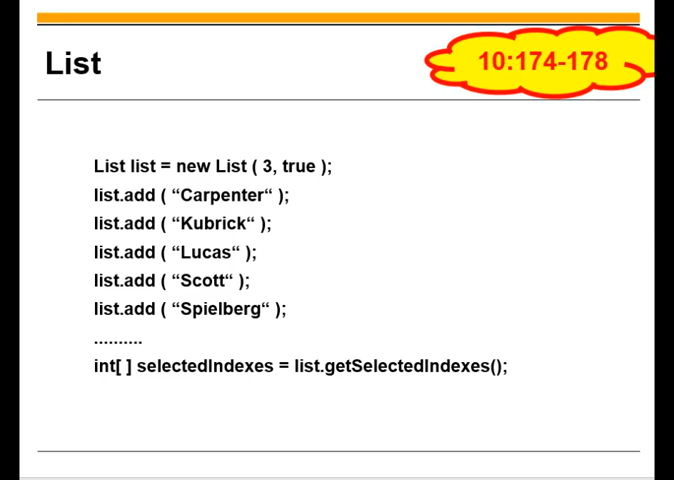 List
10:174-178
List list = new List ( 3, true );
list.add ( “Carpenter“ );
list.add ( “Kubrick“ );
list.add ( “Lucas“ );
list.add ( “Scott“ );
list.add ( “Spielberg“ );
..........
int[ ] selectedIndexes = list.getSelectedIndexes();